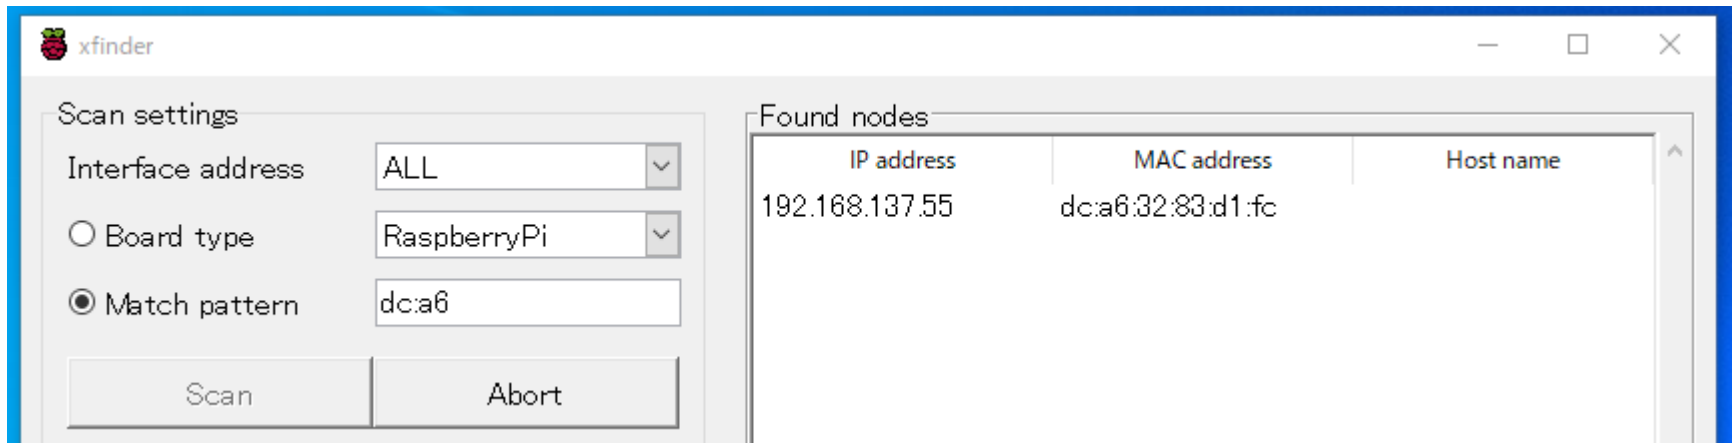 xfinder
Scan settings
Interface address ALL
Board type RaspberryPi
Match pattern dc:a6
Scan Abort
Found nodes
IP address MAC address Host name
192.168.137.55 dc:a6:32:83:d1:fc